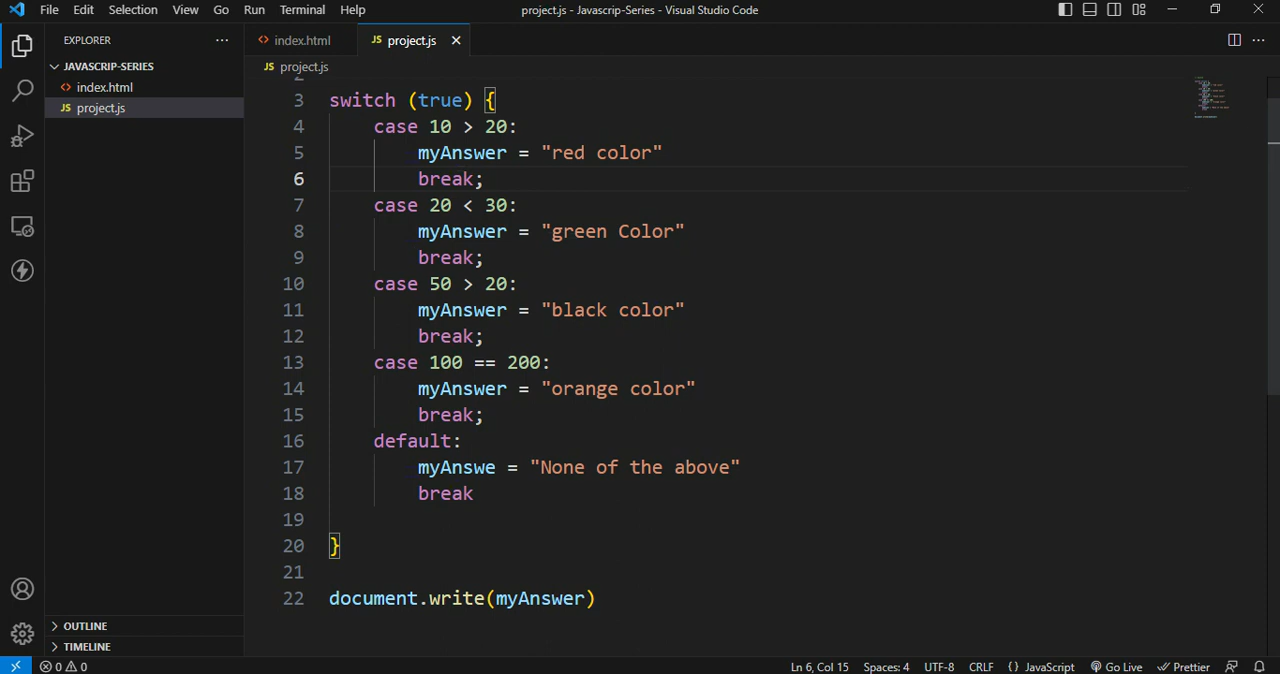 File Edit Selection View Go Run Terminal Help project.js - Javascrip-Series - Visual Studio Code
EXPLORER ...
JAVASCRIP-SERIES
index.html
project.js
OUTLINE
TIMELINE
index.html JS project.js
JS project.js
2
3 switch (true) {
4 case 10 > 20:
5 myAnswer = "red color"
6 break;
7 case 20 < 30:
8 myAnswer = "green Color"
9 break;
10 case 50 > 20:
11 myAnswer = "black color"
12 break;
13 case 100 == 200:
14 myAnswer = "orange color"
15 break;
16 default:
17 myAnswe = "None of the above"
18 break
19
20 }
21
22 document.write(myAnswer)
0 0 Ln 6, Col 15 Spaces: 4 UTF-8 CRLF {} JavaScript Go Live Prettier